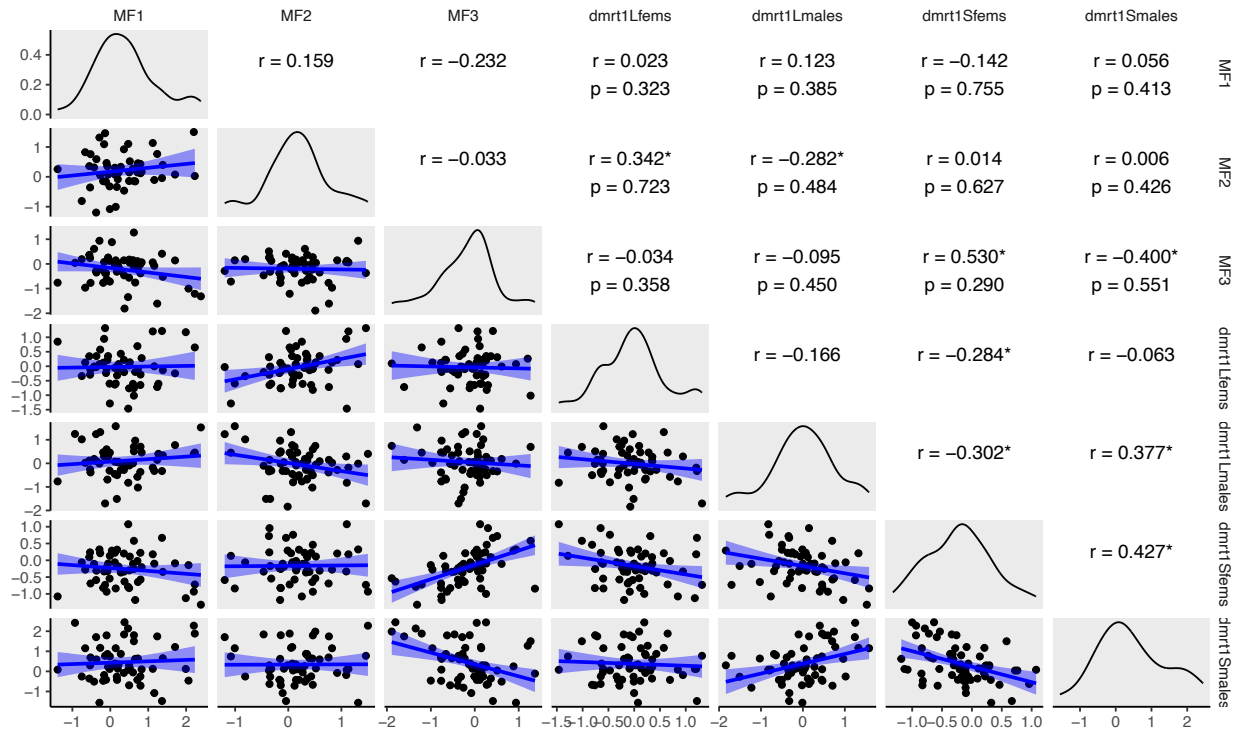 MF1 MF2 MF3 dmrt1Lfems dmrt1Lmales dmrt1Sfems dmrt1Smales
0.4
0.2
0.0
r = 0.159 r = −0.232 r = 0.023 r = 0.123 r = −0.142 r = 0.056
p = 0.323 p = 0.385 p = 0.755 p = 0.413
MF1
1
0
−1
r = −0.033 r = 0.342* r = −0.282* r = 0.014 r = 0.006
p = 0.723 p = 0.484 p = 0.627 p = 0.426
MF2
1
0
−1
−2
r = −0.034 r = −0.095 r = 0.530* r = −0.400*
p = 0.358 p = 0.450 p = 0.290 p = 0.551
MF3
1.0
0.5
0.0
−0.5
−1.0
−1.5
r = −0.166 r = −0.284* r = −0.063
dmrt1Lfems
1
0
−1
−2
r = −0.302* r = 0.377*
dmrt1Lmales
1.0
0.5
0.0
−0.5
−1.0
r = 0.427*
dmrt1Sfems
2
1
0
−1
dmrt1Smales
−1 0 1 2 −1 0 1 −2 −1 0 1 −1.5 −1.0 −0.5 0.0 0.5 1.0 −2 −1 0 1 −1.0 −0.5 0.0 0.5 1.0 −1 0 1 2